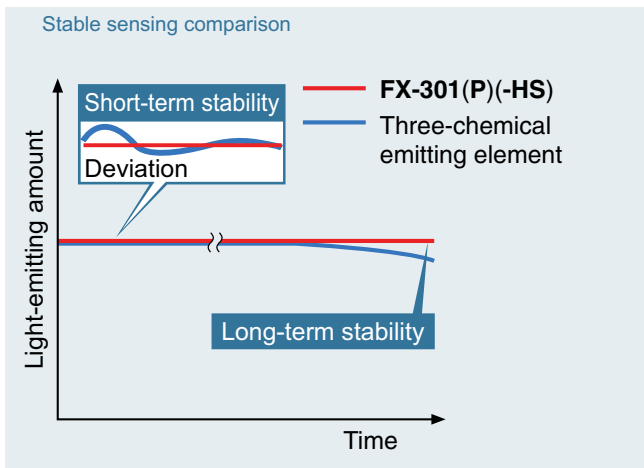 Stable sensing comparison
Short-term stability
Deviation
FX-301(P)(-HS)
Three-chemical
emitting element
Light-emitting amount
Long-term stability
Time